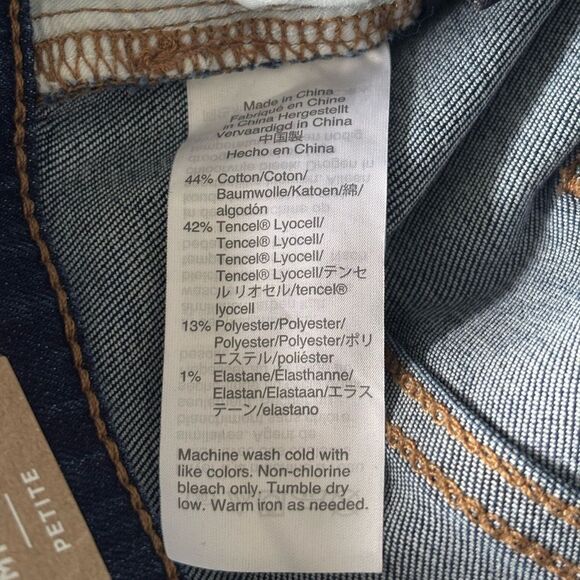 Made in China
Fabriqué en Chine
in China Hergestellt
vervaardigd in China
中国製
Hecho en China
44% Cotton/Coton/
Baumwolle/Katoen/綿/
algodón
42% Tencel® Lyocell/
Tencel® Lyocell/
Tencel® Lyocell/
Tencel® Lyocell/テンセ
ル リオセル/tencel®
lyocell
13% Polyester/Polyester/
Polyester/Polyester/ポリ
エステル/poliéster
1% Elastane/Élasthanne/
Elastan/Elastaan/エラス
テーン/elastano
Machine wash cold with
like colors. Non-chlorine
bleach only. Tumble dry
low. Warm iron as needed.
PETITE